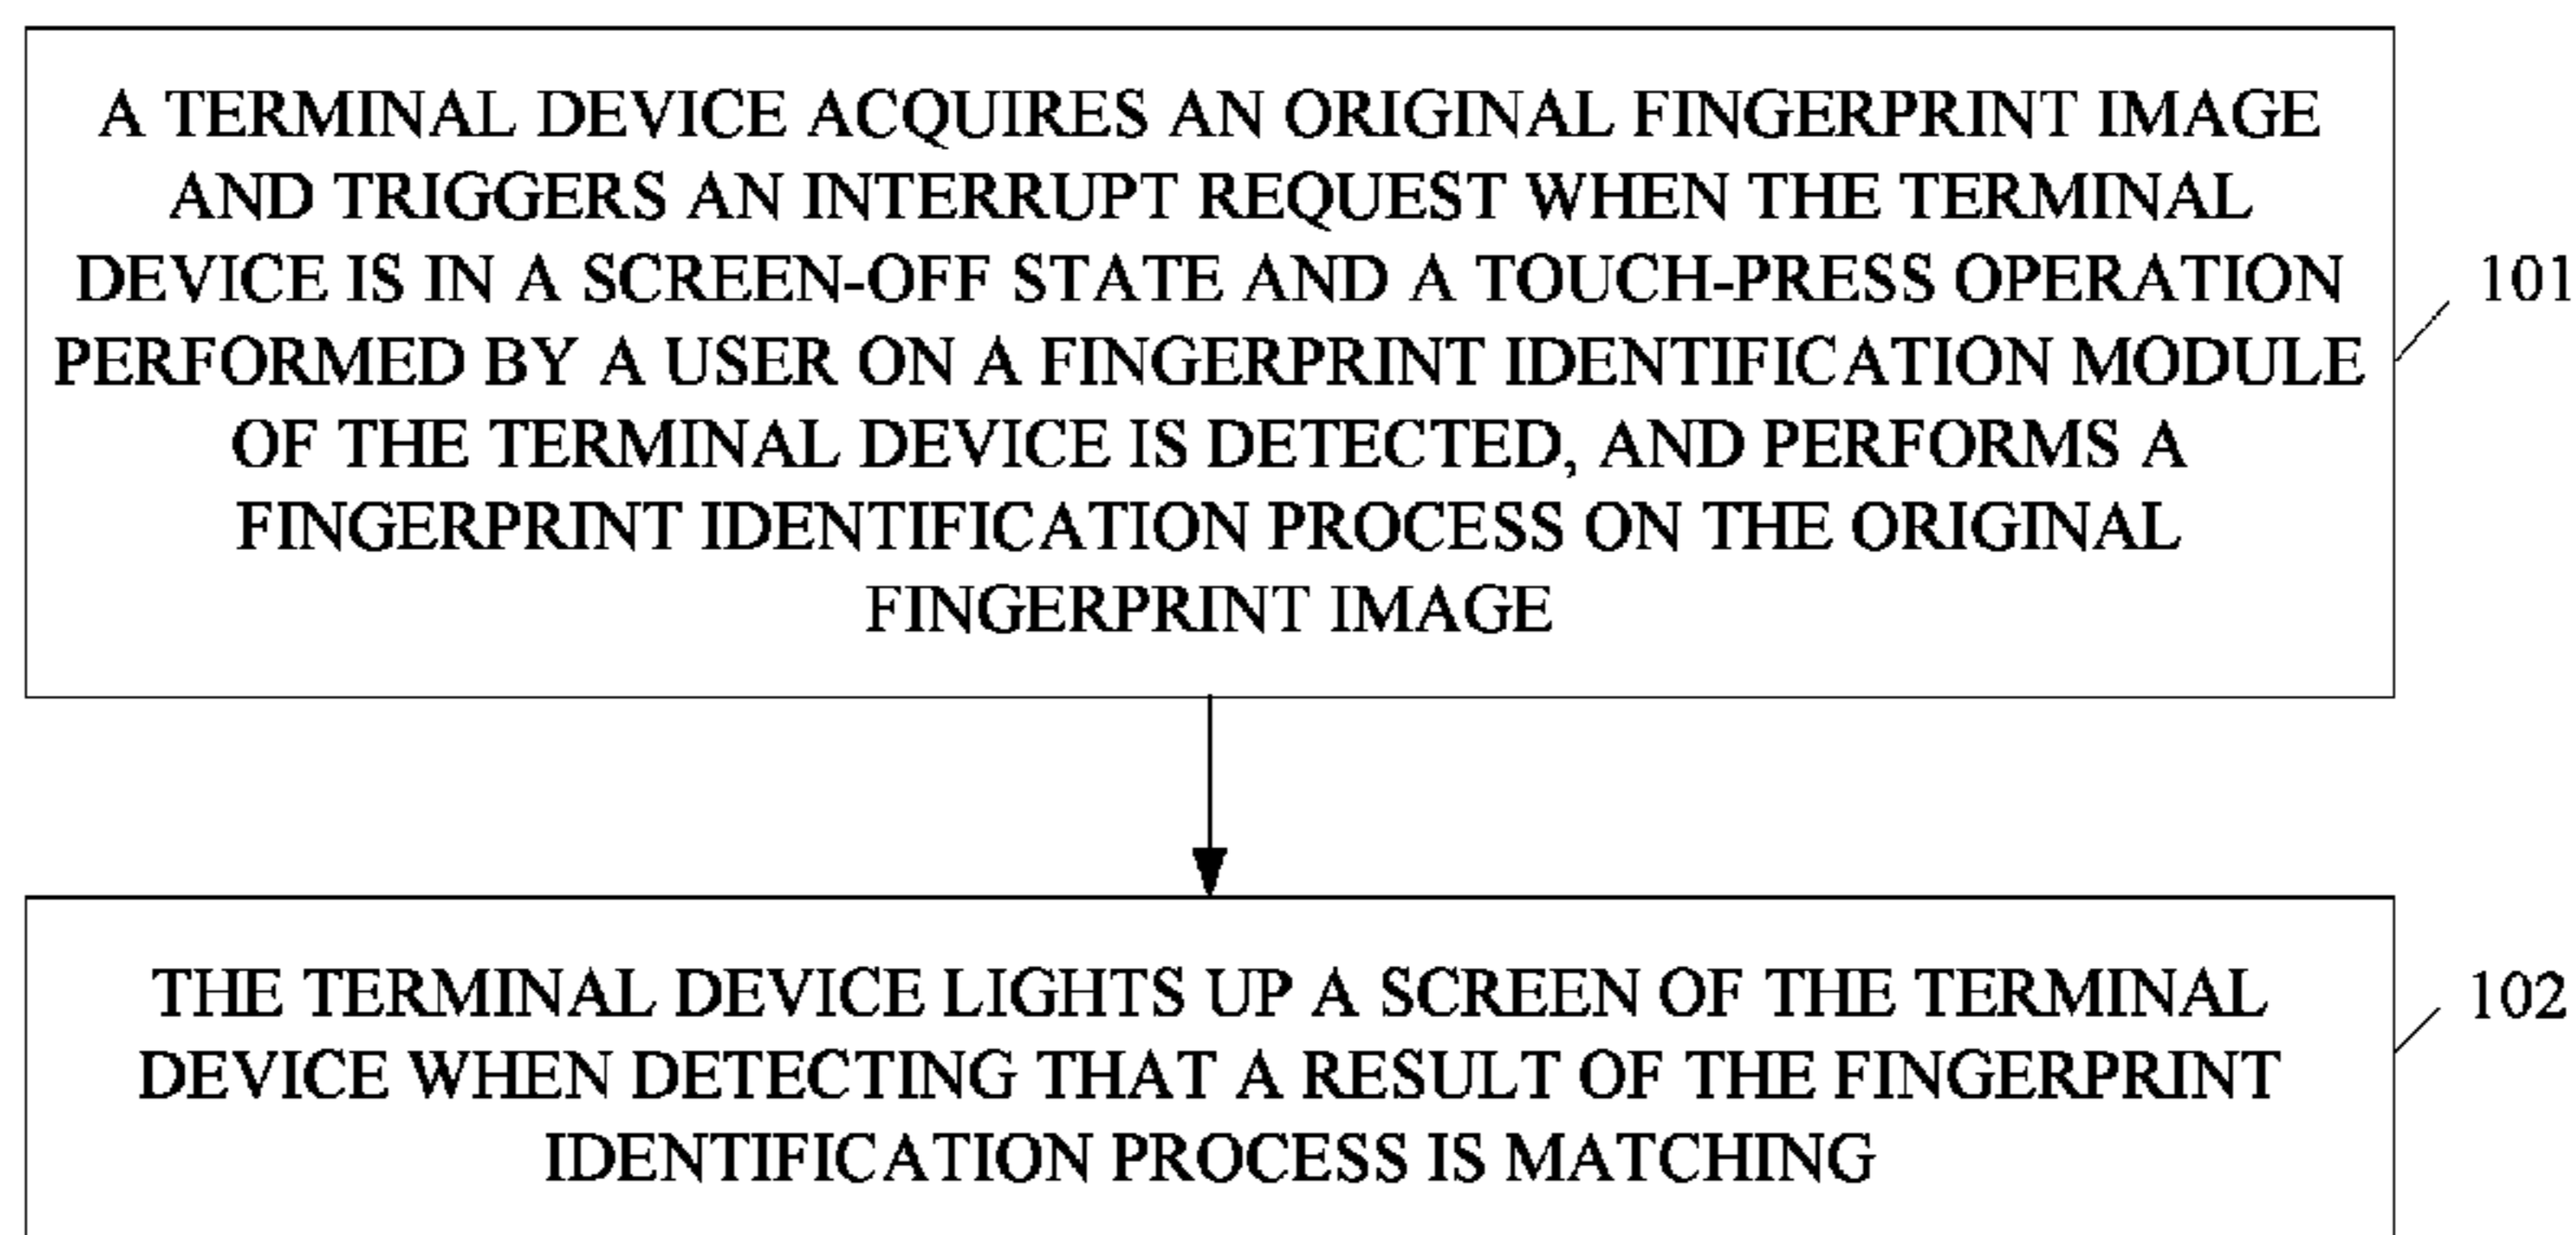 A TERMINAL DEVICE ACQUIRES AN ORIGINAL FINGERPRINT IMAGE
AND TRIGGERS AN INTERRUPT REQUEST WHEN THE TERMINAL
DEVICE IS IN A SCREEN-OFF STATE AND A TOUCH-PRESS OPERATION
PERFORMED BY A USER ON A FINGERPRINT IDENTIFICATION MODULE
OF THE TERMINAL DEVICE IS DETECTED, AND PERFORMS A
FINGERPRINT IDENTIFICATION PROCESS ON THE ORIGINAL
FINGERPRINT IMAGE
101
THE TERMINAL DEVICE LIGHTS UP A SCREEN OF THE TERMINAL
DEVICE WHEN DETECTING THAT A RESULT OF THE FINGERPRINT
IDENTIFICATION PROCESS IS MATCHING
102